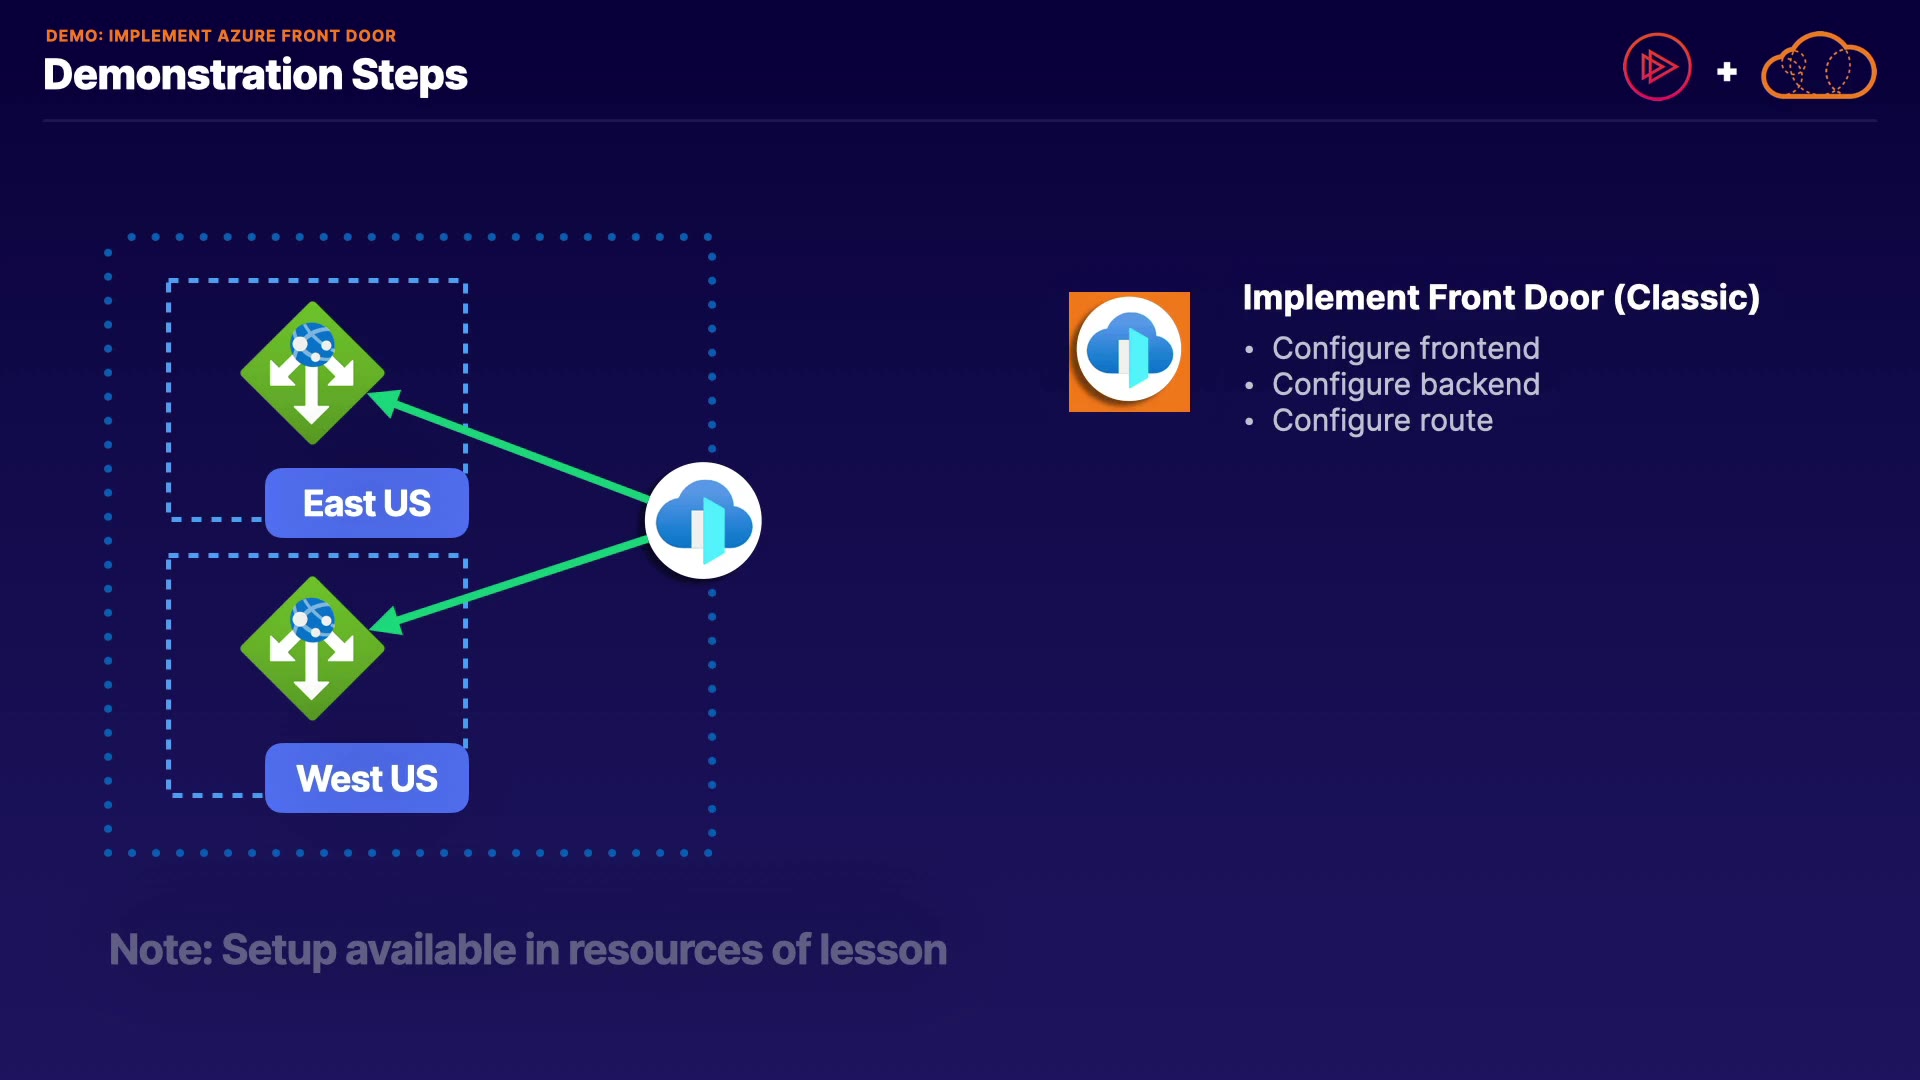 DEMO: IMPLEMENT AZURE FRONT DOOR
Demonstration Steps
East US
West US
Implement Front Door (Classic)
• Configure frontend
• Configure backend
• Configure route
Note: Setup available in resources of lesson